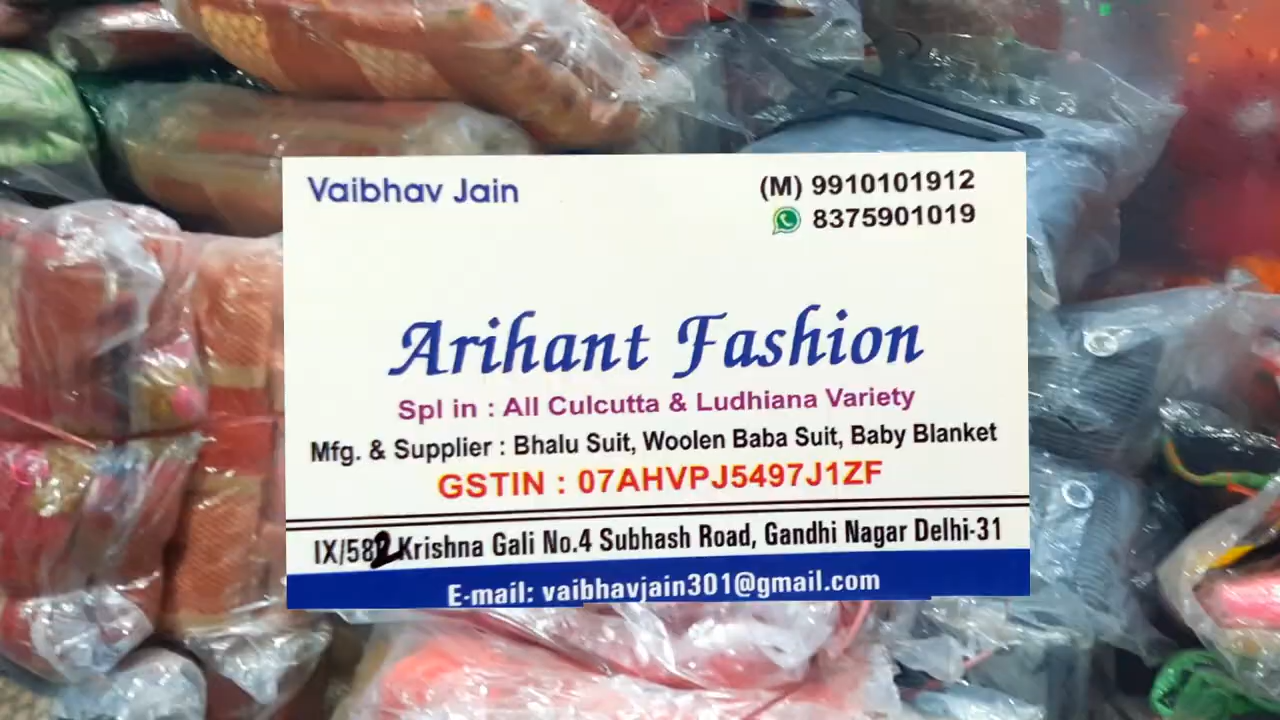 Vaibhav Jain
(M) 9910101912
8375901019
Arihant Fashion
Spl in : All Culcutta & Ludhiana Variety
Mfg. & Supplier : Bhalu Suit, Woolen Baba Suit, Baby Blanket
GSTIN : 07AHVPJ5497J1ZF
IX/582 Krishna Gali No.4 Subhash Road, Gandhi Nagar Delhi-31
E-mail: vaibhavjain301@gmail.com